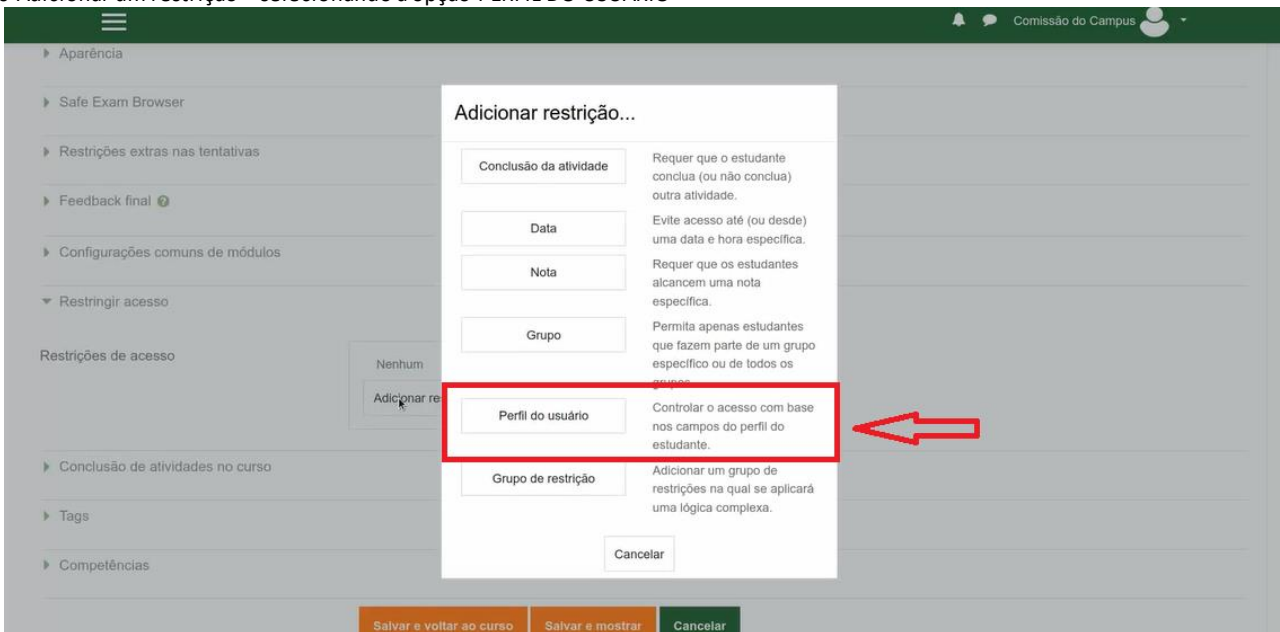 Comissão do Campus
Aparência
Safe Exam Browser
Restrições extras nas tentativas
Feedback final
Configurações comuns de módulos
Restringir acesso
Restrições de acesso
Nenhum
Adicionar re
Adicionar restrição...
Conclusão da atividade
Requer que o estudante
conclua (ou não conclua)
outra atividade.
Data
Evite acesso até (ou desde)
uma data e hora específica.
Nota
Requer que os estudantes
alcancem uma nota
específica.
Grupo
Permita apenas estudantes
que fazem parte de um grupo
específico ou de todos os
grupos.
Perfil do usuário
Controlar o acesso com base
nos campos do perfil do
estudante.
Grupo de restrição
Adicionar um grupo de
restrições na qual se aplicará
uma lógica complexa.
Cancelar
Conclusão de atividades no curso
Tags
Competências
Salvar e voltar ao curso
Salvar e mostrar
Cancelar